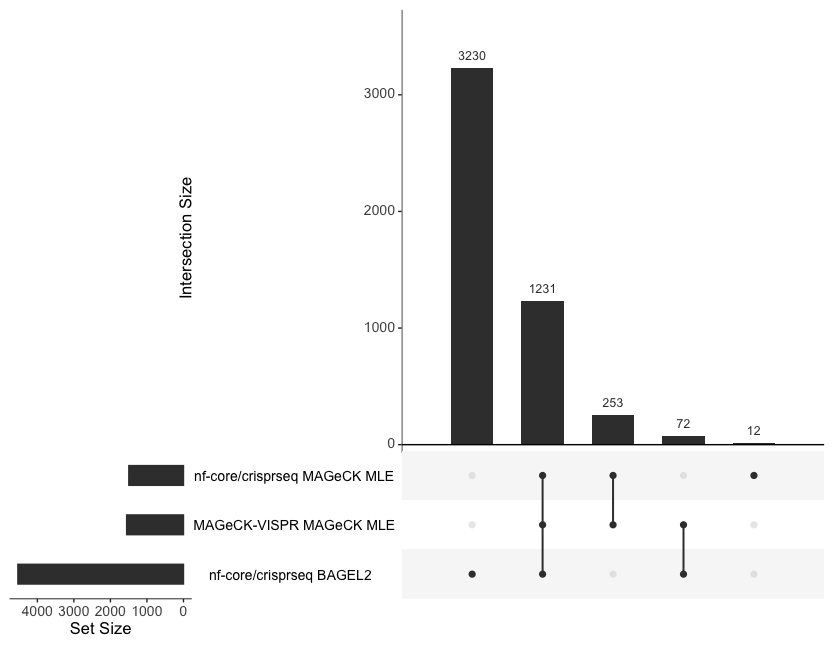 3230
3000
2000
Intersection Size
1231
1000
253
72
12
0
nf-core/crisprseq MAGeCK MLE
MAGeCK-VISPR MAGeCK MLE
nf-core/crisprseq BAGEL2
4000 3000 2000 1000 0
Set Size